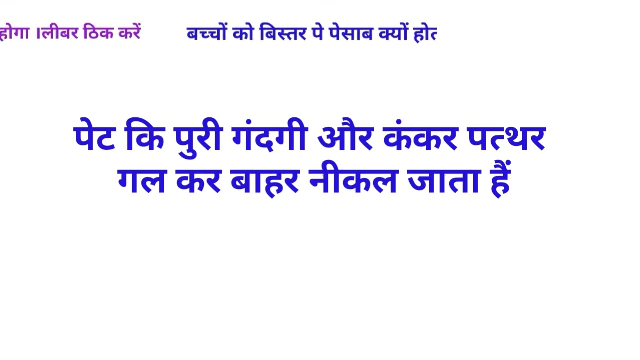 होगा ।लीबर ठिक करें बच्चों को बिस्तर पे पेसाब क्यों
पेट कि पुरी गंदगी और कंकर पत्थर
गल कर बाहर नीकल जाता हैं